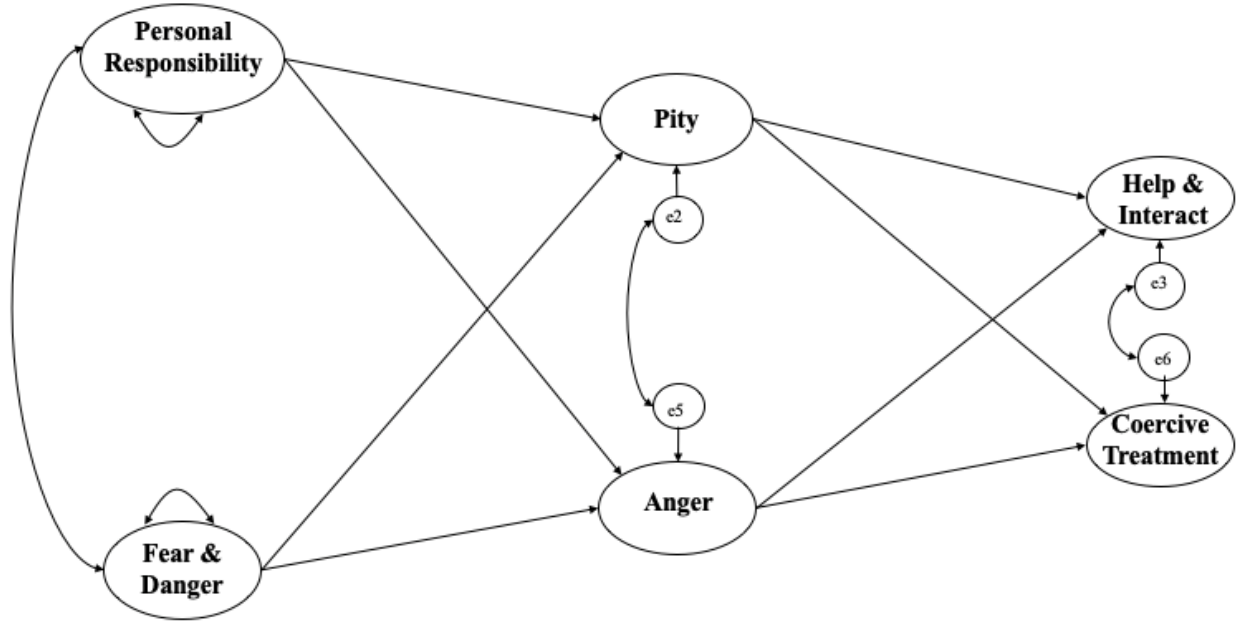 Personal
Responsibility
Pity
Help &
Interact
e2
e3
e6
e5
Coercive
Treatment
Anger
Fear &
Danger